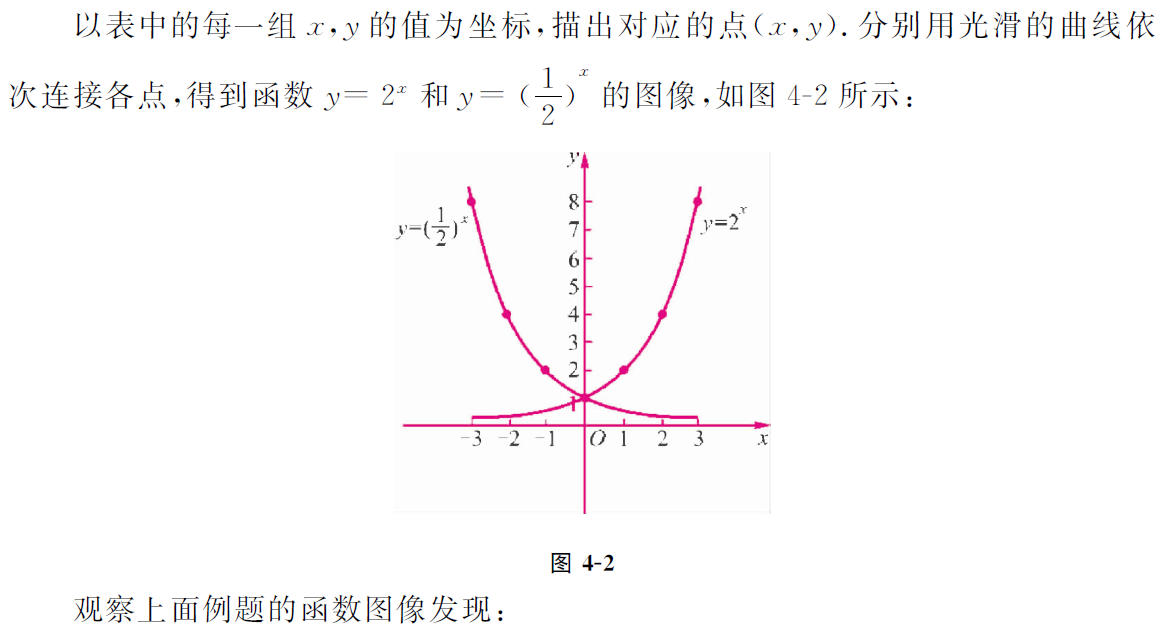 以表中的每一组 x,y 的值为坐标,描出对应的点(x,y).分别用光滑的曲线依
次连接各点,得到函数 y= 2^x 和 y= (1/2)^x 的图像,如图 4-2 所示:
y
8
y=(1/2)^x
7
y=2^x
6
5
4
3
2
1
-3 -2 -1 O 1 2 3 x
图 4-2
观察上面例题的函数图像发现: